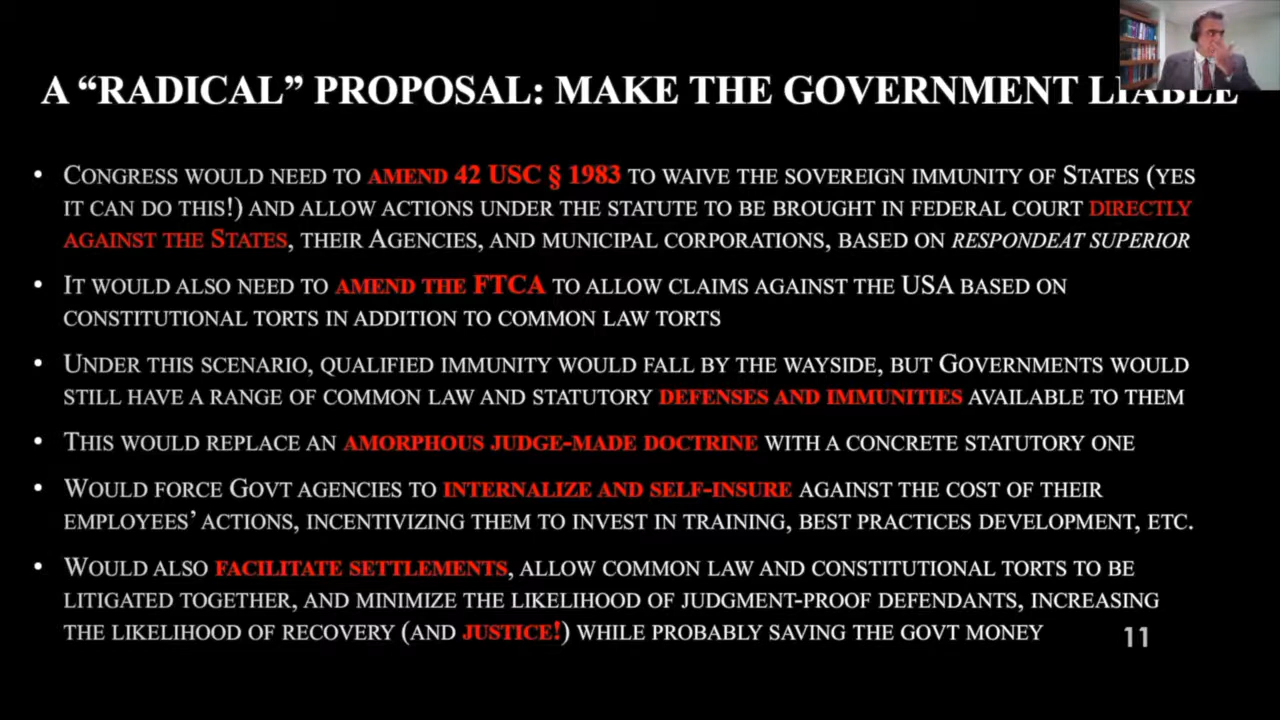 A “RADICAL” PROPOSAL: MAKE THE GOVERNMENT LIABLE
• CONGRESS WOULD NEED TO AMEND 42 USC § 1983 TO WAIVE THE SOVEREIGN IMMUNITY OF STATES (YES
IT CAN DO THIS!) AND ALLOW ACTIONS UNDER THE STATUTE TO BE BROUGHT IN FEDERAL COURT DIRECTLY
AGAINST THE STATES, THEIR AGENCIES, AND MUNICIPAL CORPORATIONS, BASED ON RESPONDEAT SUPERIOR
• IT WOULD ALSO NEED TO AMEND THE FTCA TO ALLOW CLAIMS AGAINST THE USA BASED ON
CONSTITUTIONAL TORTS IN ADDITION TO COMMON LAW TORTS
• UNDER THIS SCENARIO, QUALIFIED IMMUNITY WOULD FALL BY THE WAYSIDE, BUT GOVERNMENTS WOULD
STILL HAVE A RANGE OF COMMON LAW AND STATUTORY DEFENSES AND IMMUNITIES AVAILABLE TO THEM
• THIS WOULD REPLACE AN AMORPHOUS JUDGE-MADE DOCTRINE WITH A CONCRETE STATUTORY ONE
• WOULD FORCE GOVT AGENCIES TO INTERNALIZE AND SELF-INSURE AGAINST THE COST OF THEIR
EMPLOYEES’ ACTIONS, INCENTIVIZING THEM TO INVEST IN TRAINING, BEST PRACTICES DEVELOPMENT, ETC.
• WOULD ALSO FACILITATE SETTLEMENTS, ALLOW COMMON LAW AND CONSTITUTIONAL TORTS TO BE
LITIGATED TOGETHER, AND MINIMIZE THE LIKELIHOOD OF JUDGMENT-PROOF DEFENDANTS, INCREASING
THE LIKELIHOOD OF RECOVERY (AND JUSTICE!) WHILE PROBABLY SAVING THE GOVT MONEY
11